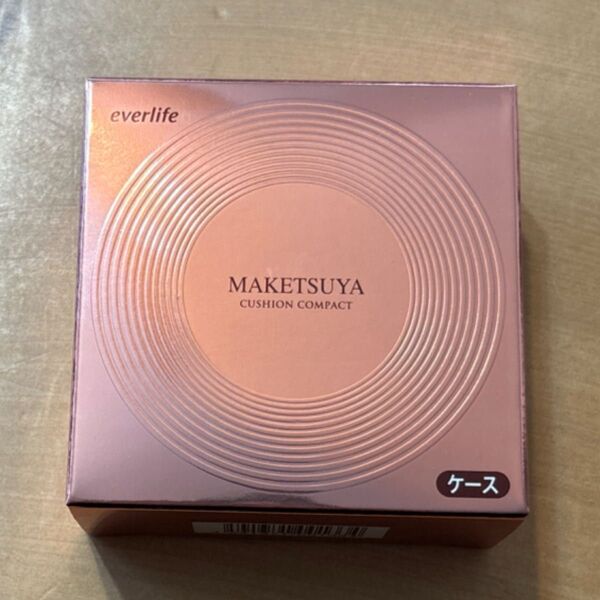 everlife
MAKETSUYA
CUSHION COMPACT
ケース